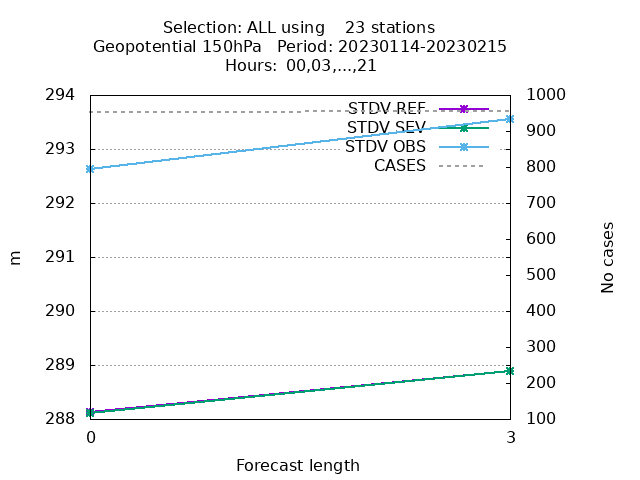 Selection: ALL using 23 stations
Geopotential 150hPa Period: 20230114-20230215
Hours: 00,03,...,21
294
293
292
291
290
289
288
m
STDV REF
STDV SEV
STDV OBS
CASES
1000
900
800
700
600
500
400
300
200
100
No cases
0
3
Forecast length